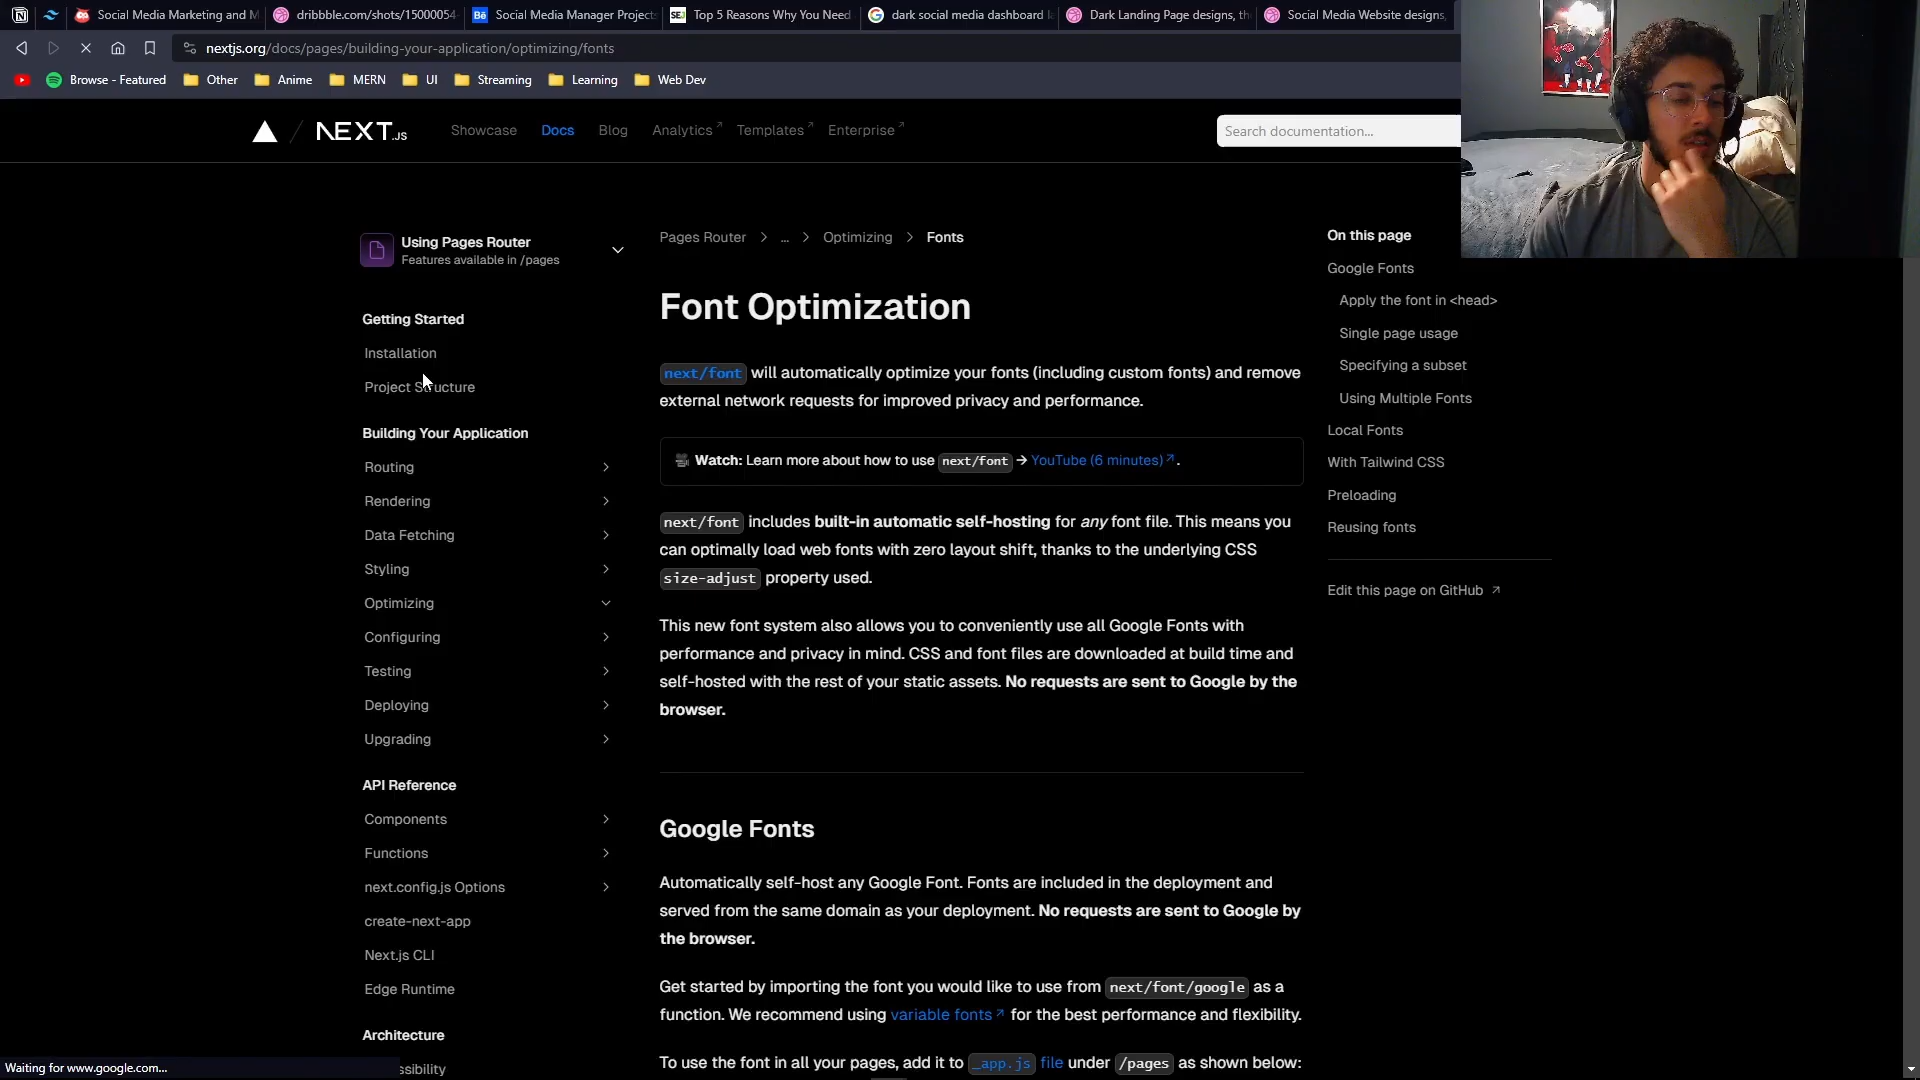 Social Media Marketing and M
dribbble.com/shots/15000054-
Bē Social Media Manager Projects
SEJ Top 5 Reasons Why You Need
dark social media dashboard l
Dark Landing Page designs, th
Social Media Website designs,
nextjs.org/docs/pages/building-your-application/optimizing/fonts
Browse - Featured
Other
Anime
MERN
UI
Streaming
Learning
Web Dev
NEXT.JS
Showcase
Docs
Blog
Analytics
Templates
Enterprise
Search documentation...
Using Pages Router
Features available in /pages
Getting Started
Installation
Project Structure
Building Your Application
Routing
Rendering
Data Fetching
Styling
Optimizing
Configuring
Testing
Deploying
Upgrading
API Reference
Components
Functions
next.config.js Options
create-next-app
Next.js CLI
Edge Runtime
Architecture
ssibility
Waiting for www.google.com...
Pages Router > ... > Optimizing > Fonts
Font Optimization
next/font will automatically optimize your fonts (including custom fonts) and remove
external network requests for improved privacy and performance.
Watch: Learn more about how to use next/font → YouTube (6 minutes)↗.
next/font includes built-in automatic self-hosting for any font file. This means you
can optimally load web fonts with zero layout shift, thanks to the underlying CSS
size-adjust property used.
This new font system also allows you to conveniently use all Google Fonts with
performance and privacy in mind. CSS and font files are downloaded at build time and
self-hosted with the rest of your static assets. No requests are sent to Google by the
browser.
Google Fonts
Automatically self-host any Google Font. Fonts are included in the deployment and
served from the same domain as your deployment. No requests are sent to Google by
the browser.
Get started by importing the font you would like to use from next/font/google as a
function. We recommend using variable fonts↗ for the best performance and flexibility.
To use the font in all your pages, add it to _app.js file under /pages as shown below:
On this page
Google Fonts
Apply the font in <head>
Single page usage
Specifying a subset
Using Multiple Fonts
Local Fonts
With Tailwind CSS
Preloading
Reusing fonts
Edit this page on GitHub ↗